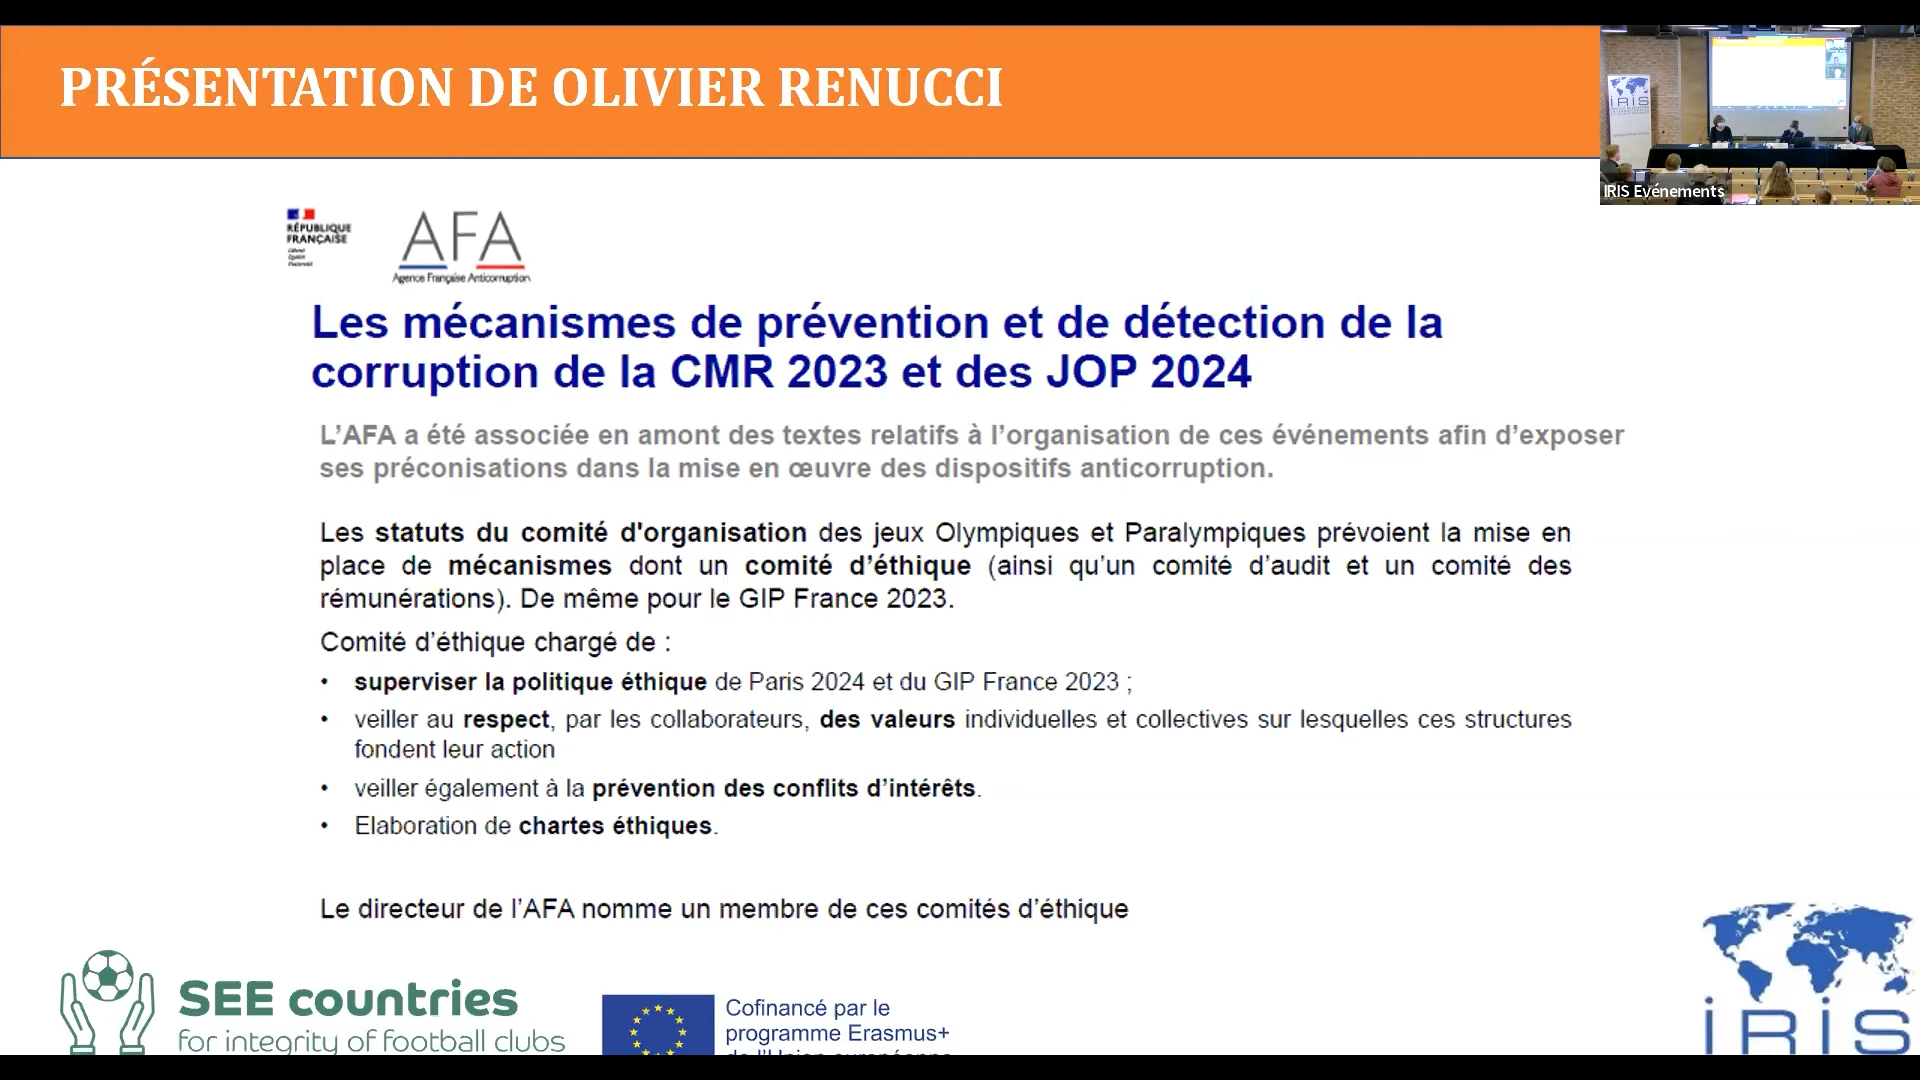 PRÉSENTATION DE OLIVIER RENUCCI
IRIS
IRIS Evénements
RÉPUBLIQUE
FRANÇAISE
Liberté
Égalité
Fraternité
AFA
Agence Française Anticorruption
Les mécanismes de prévention et de détection de la
corruption de la CMR 2023 et des JOP 2024
L’AFA a été associée en amont des textes relatifs à l’organisation de ces événements afin d’exposer
ses préconisations dans la mise en œuvre des dispositifs anticorruption.
Les statuts du comité d'organisation des jeux Olympiques et Paralympiques prévoient la mise en
place de mécanismes dont un comité d’éthique (ainsi qu’un comité d’audit et un comité des
rémunérations). De même pour le GIP France 2023.
Comité d’éthique chargé de :
• superviser la politique éthique de Paris 2024 et du GIP France 2023 ;
• veiller au respect, par les collaborateurs, des valeurs individuelles et collectives sur lesquelles ces structures
fondent leur action
• veiller également à la prévention des conflits d’intérêts.
• Elaboration de chartes éthiques.
Le directeur de l’AFA nomme un membre de ces comités d’éthique
SEE countries
for integrity of football clubs
Cofinancé par le
programme Erasmus+
de l'Union européenne
IRIS